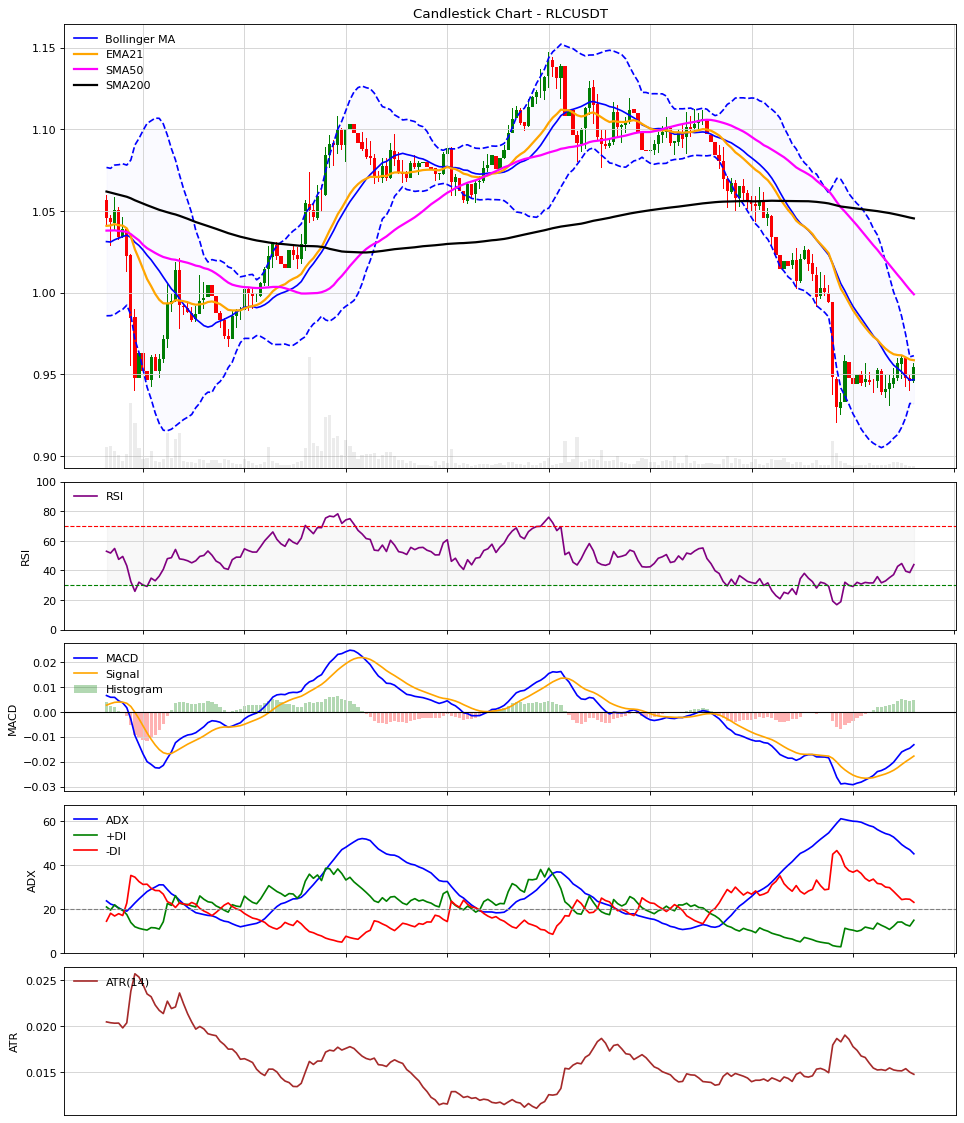 Candlestick Chart - RLCUSDT
Bollinger MA
EMA21
SMA50
SMA200
1.15
1.10
1.05
1.00
0.95
0.90
RSI
RSI
100
80
60
40
20
0
MACD
Signal
Histogram
MACD
0.02
0.01
0.00
−0.01
−0.02
−0.03
ADX
+DI
-DI
ADX
60
40
20
0
ATR(14)
ATR
0.025
0.020
0.015